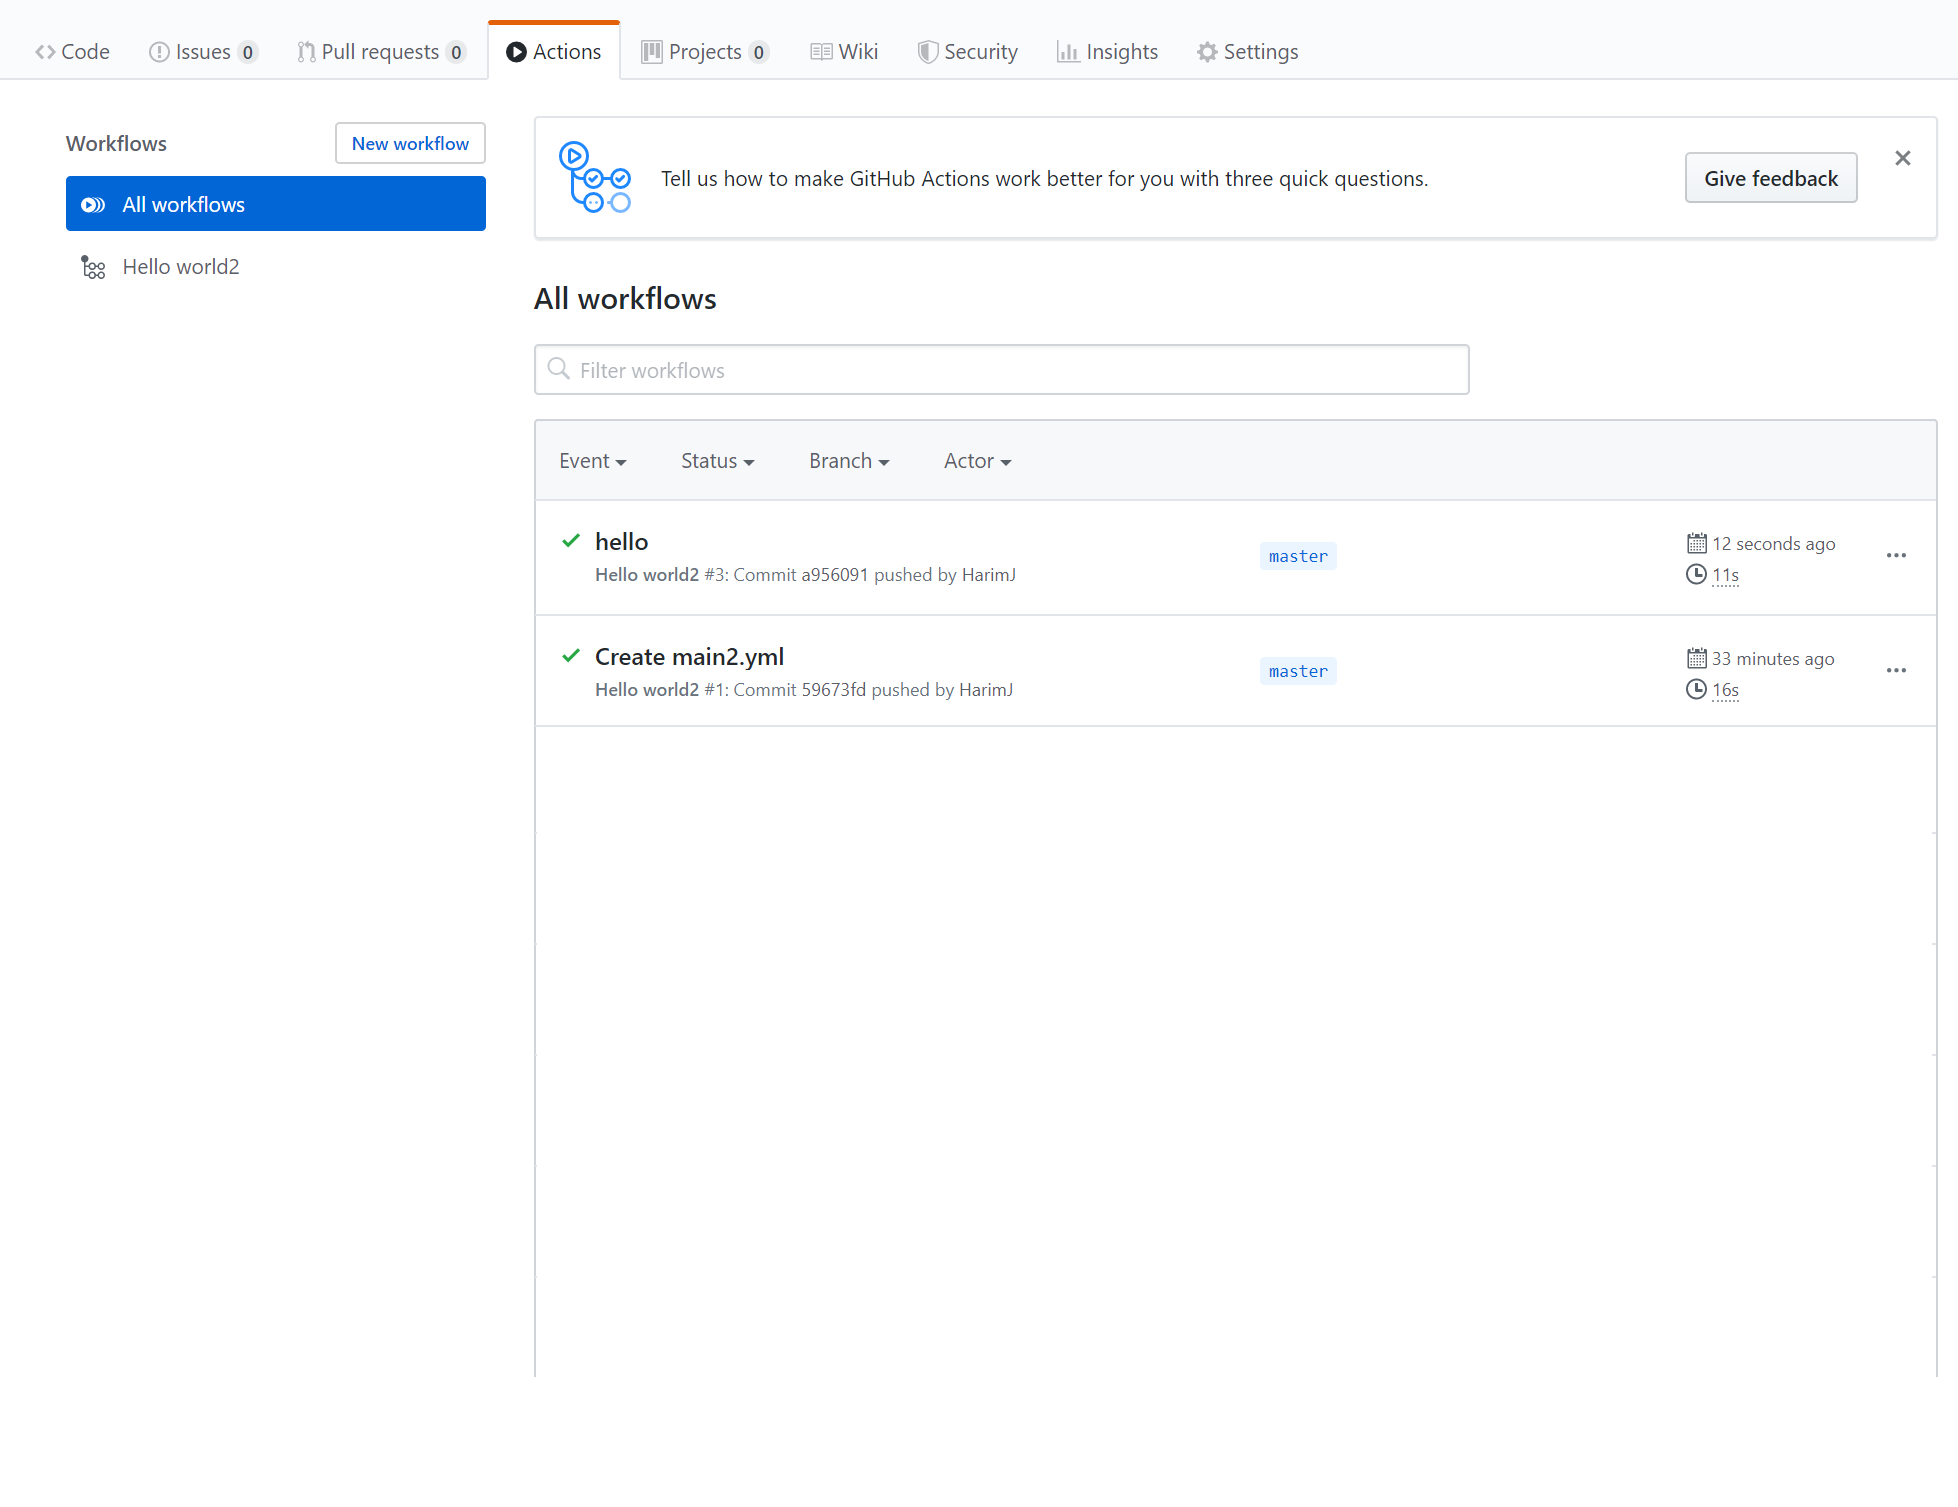 Code Issues 0 Pull requests 0 Actions Projects 0 Wiki Security Insights Settings
Workflows
New workflow
All workflows
Hello world2
Tell us how to make GitHub Actions work better for you with three quick questions.
Give feedback
All workflows
Filter workflows
Event Status Branch Actor
hello
Hello world2 #3: Commit a956091 pushed by HarimJ
master
12 seconds ago
11s
Create main2.yml
Hello world2 #1: Commit 59673fd pushed by HarimJ
master
33 minutes ago
16s